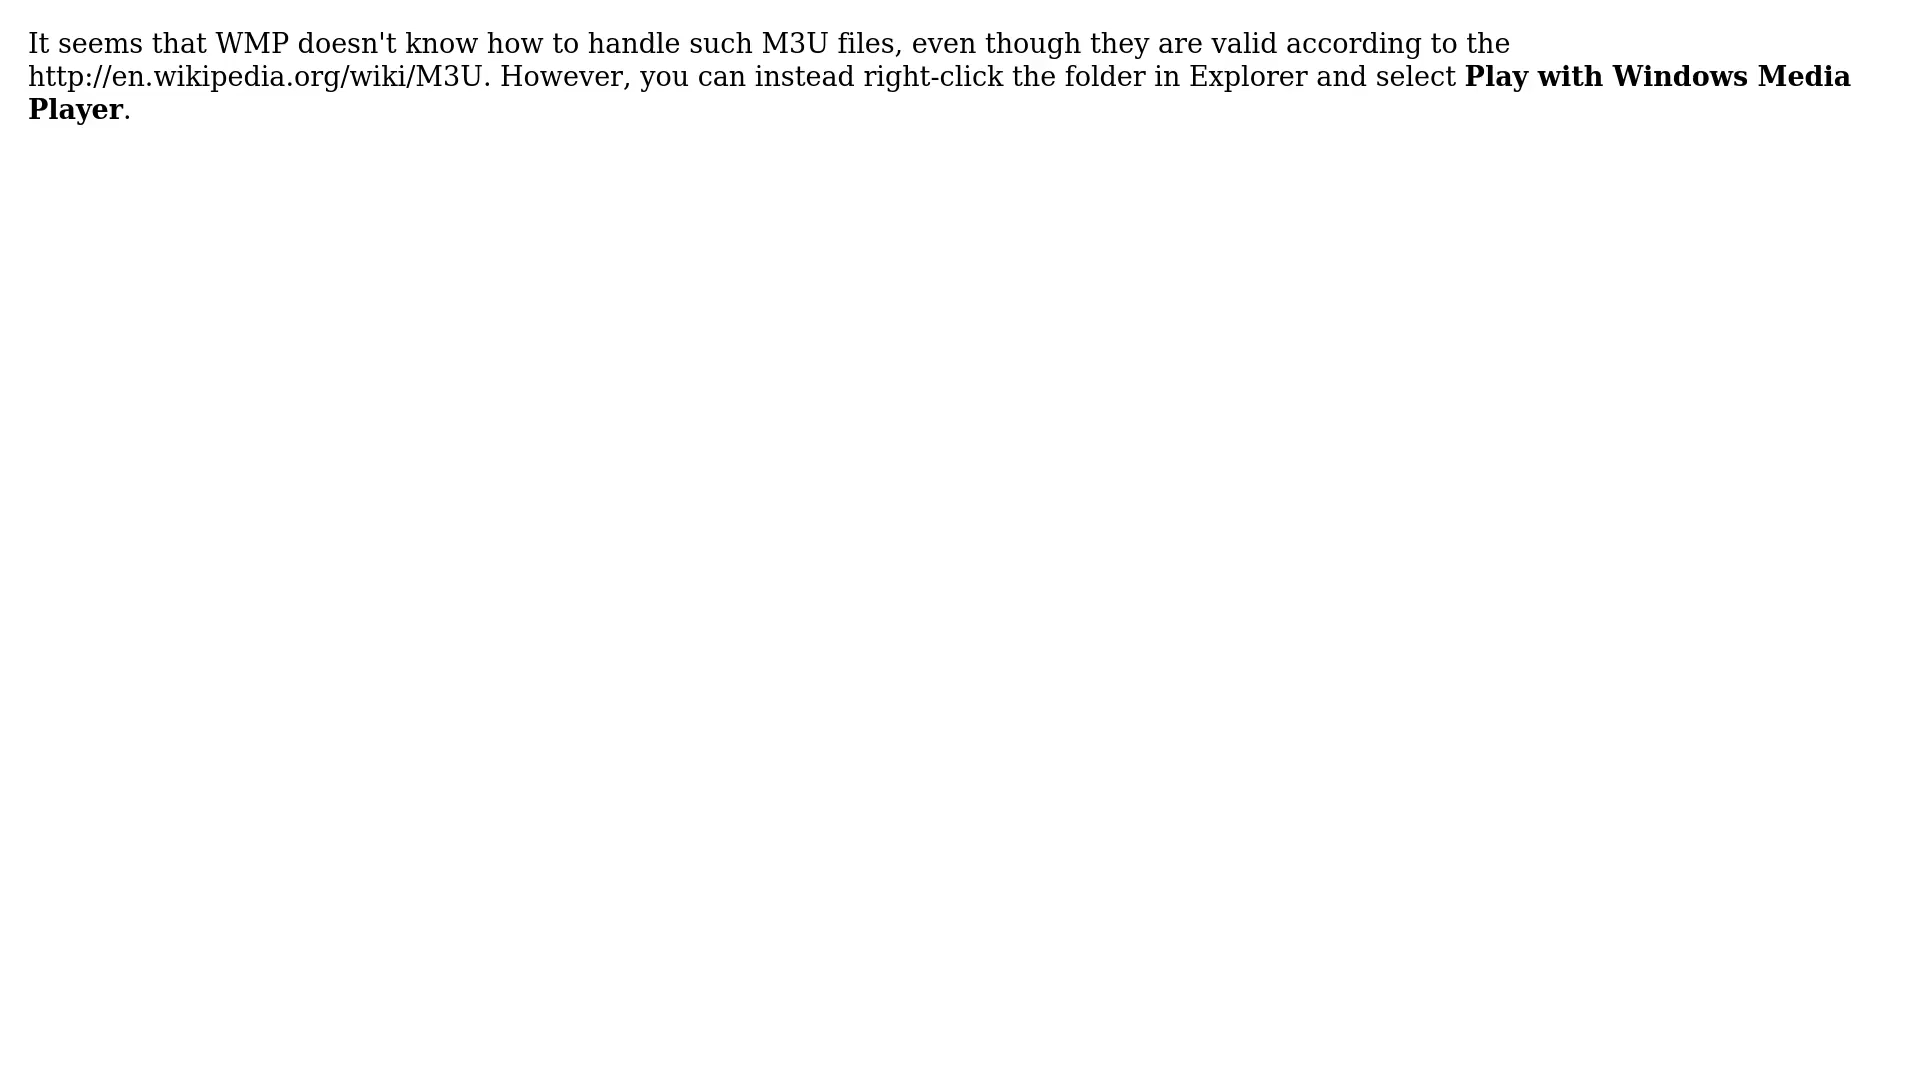 It seems that WMP doesn't know how to handle such M3U files, even though they are valid according to the
http://en.wikipedia.org/wiki/M3U. However, you can instead right-click the folder in Explorer and select Play with Windows Media
Player.